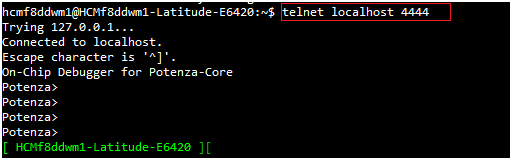 hcmf8ddwm1@HCMf8ddwm1-Latitude-E6420:~$ telnet localhost 4444
Trying 127.0.0.1...
Connected to localhost.
Escape character is '^]'.
On-Chip Debugger for Potenza-Core
Potenza>
Potenza>
Potenza>
Potenza>
[ HCMf8ddwm1-Latitude-E6420 ][